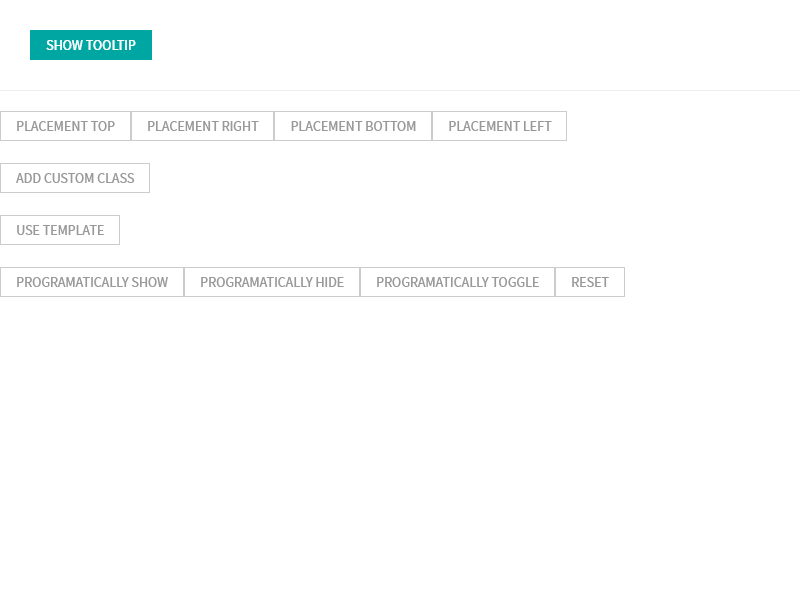 SHOW TOOLTIP
PLACEMENT TOP PLACEMENT RIGHT PLACEMENT BOTTOM PLACEMENT LEFT
ADD CUSTOM CLASS
USE TEMPLATE
PROGRAMATICALLY SHOW PROGRAMATICALLY HIDE PROGRAMATICALLY TOGGLE RESET